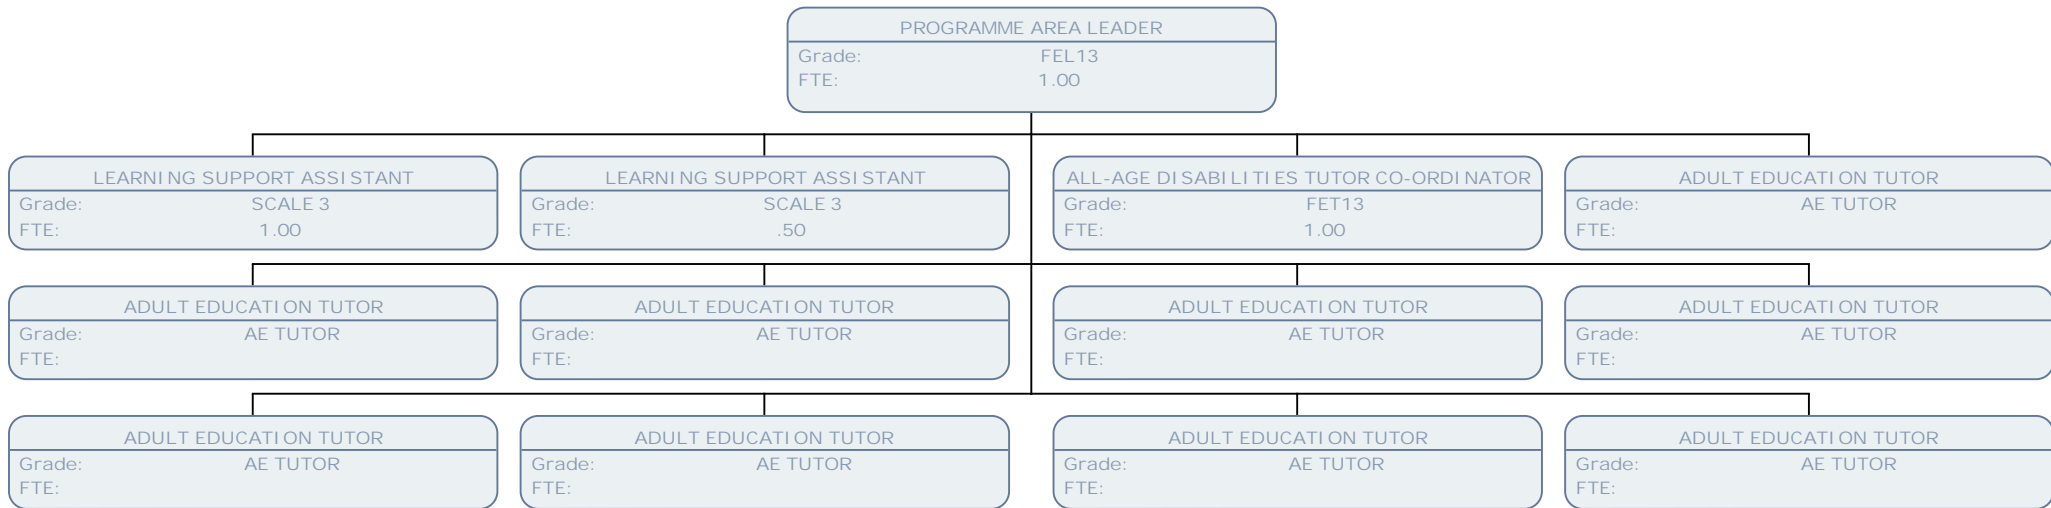 PROGRAMME AREA LEADER
Grade: FEL13
FTE: 1.00
LEARNING SUPPORT ASSISTANT
Grade: SCALE 3
FTE: 1.00
LEARNING SUPPORT ASSISTANT
Grade: SCALE 3
FTE: .50
ALL-AGE DISABILITIES TUTOR CO-ORDINATOR
Grade: FET13
FTE: 1.00
ADULT EDUCATION TUTOR
Grade: AE TUTOR
FTE:
ADULT EDUCATION TUTOR
Grade: AE TUTOR
FTE:
ADULT EDUCATION TUTOR
Grade: AE TUTOR
FTE:
ADULT EDUCATION TUTOR
Grade: AE TUTOR
FTE:
ADULT EDUCATION TUTOR
Grade: AE TUTOR
FTE:
ADULT EDUCATION TUTOR
Grade: AE TUTOR
FTE:
ADULT EDUCATION TUTOR
Grade: AE TUTOR
FTE:
ADULT EDUCATION TUTOR
Grade: AE TUTOR
FTE:
ADULT EDUCATION TUTOR
Grade: AE TUTOR
FTE: